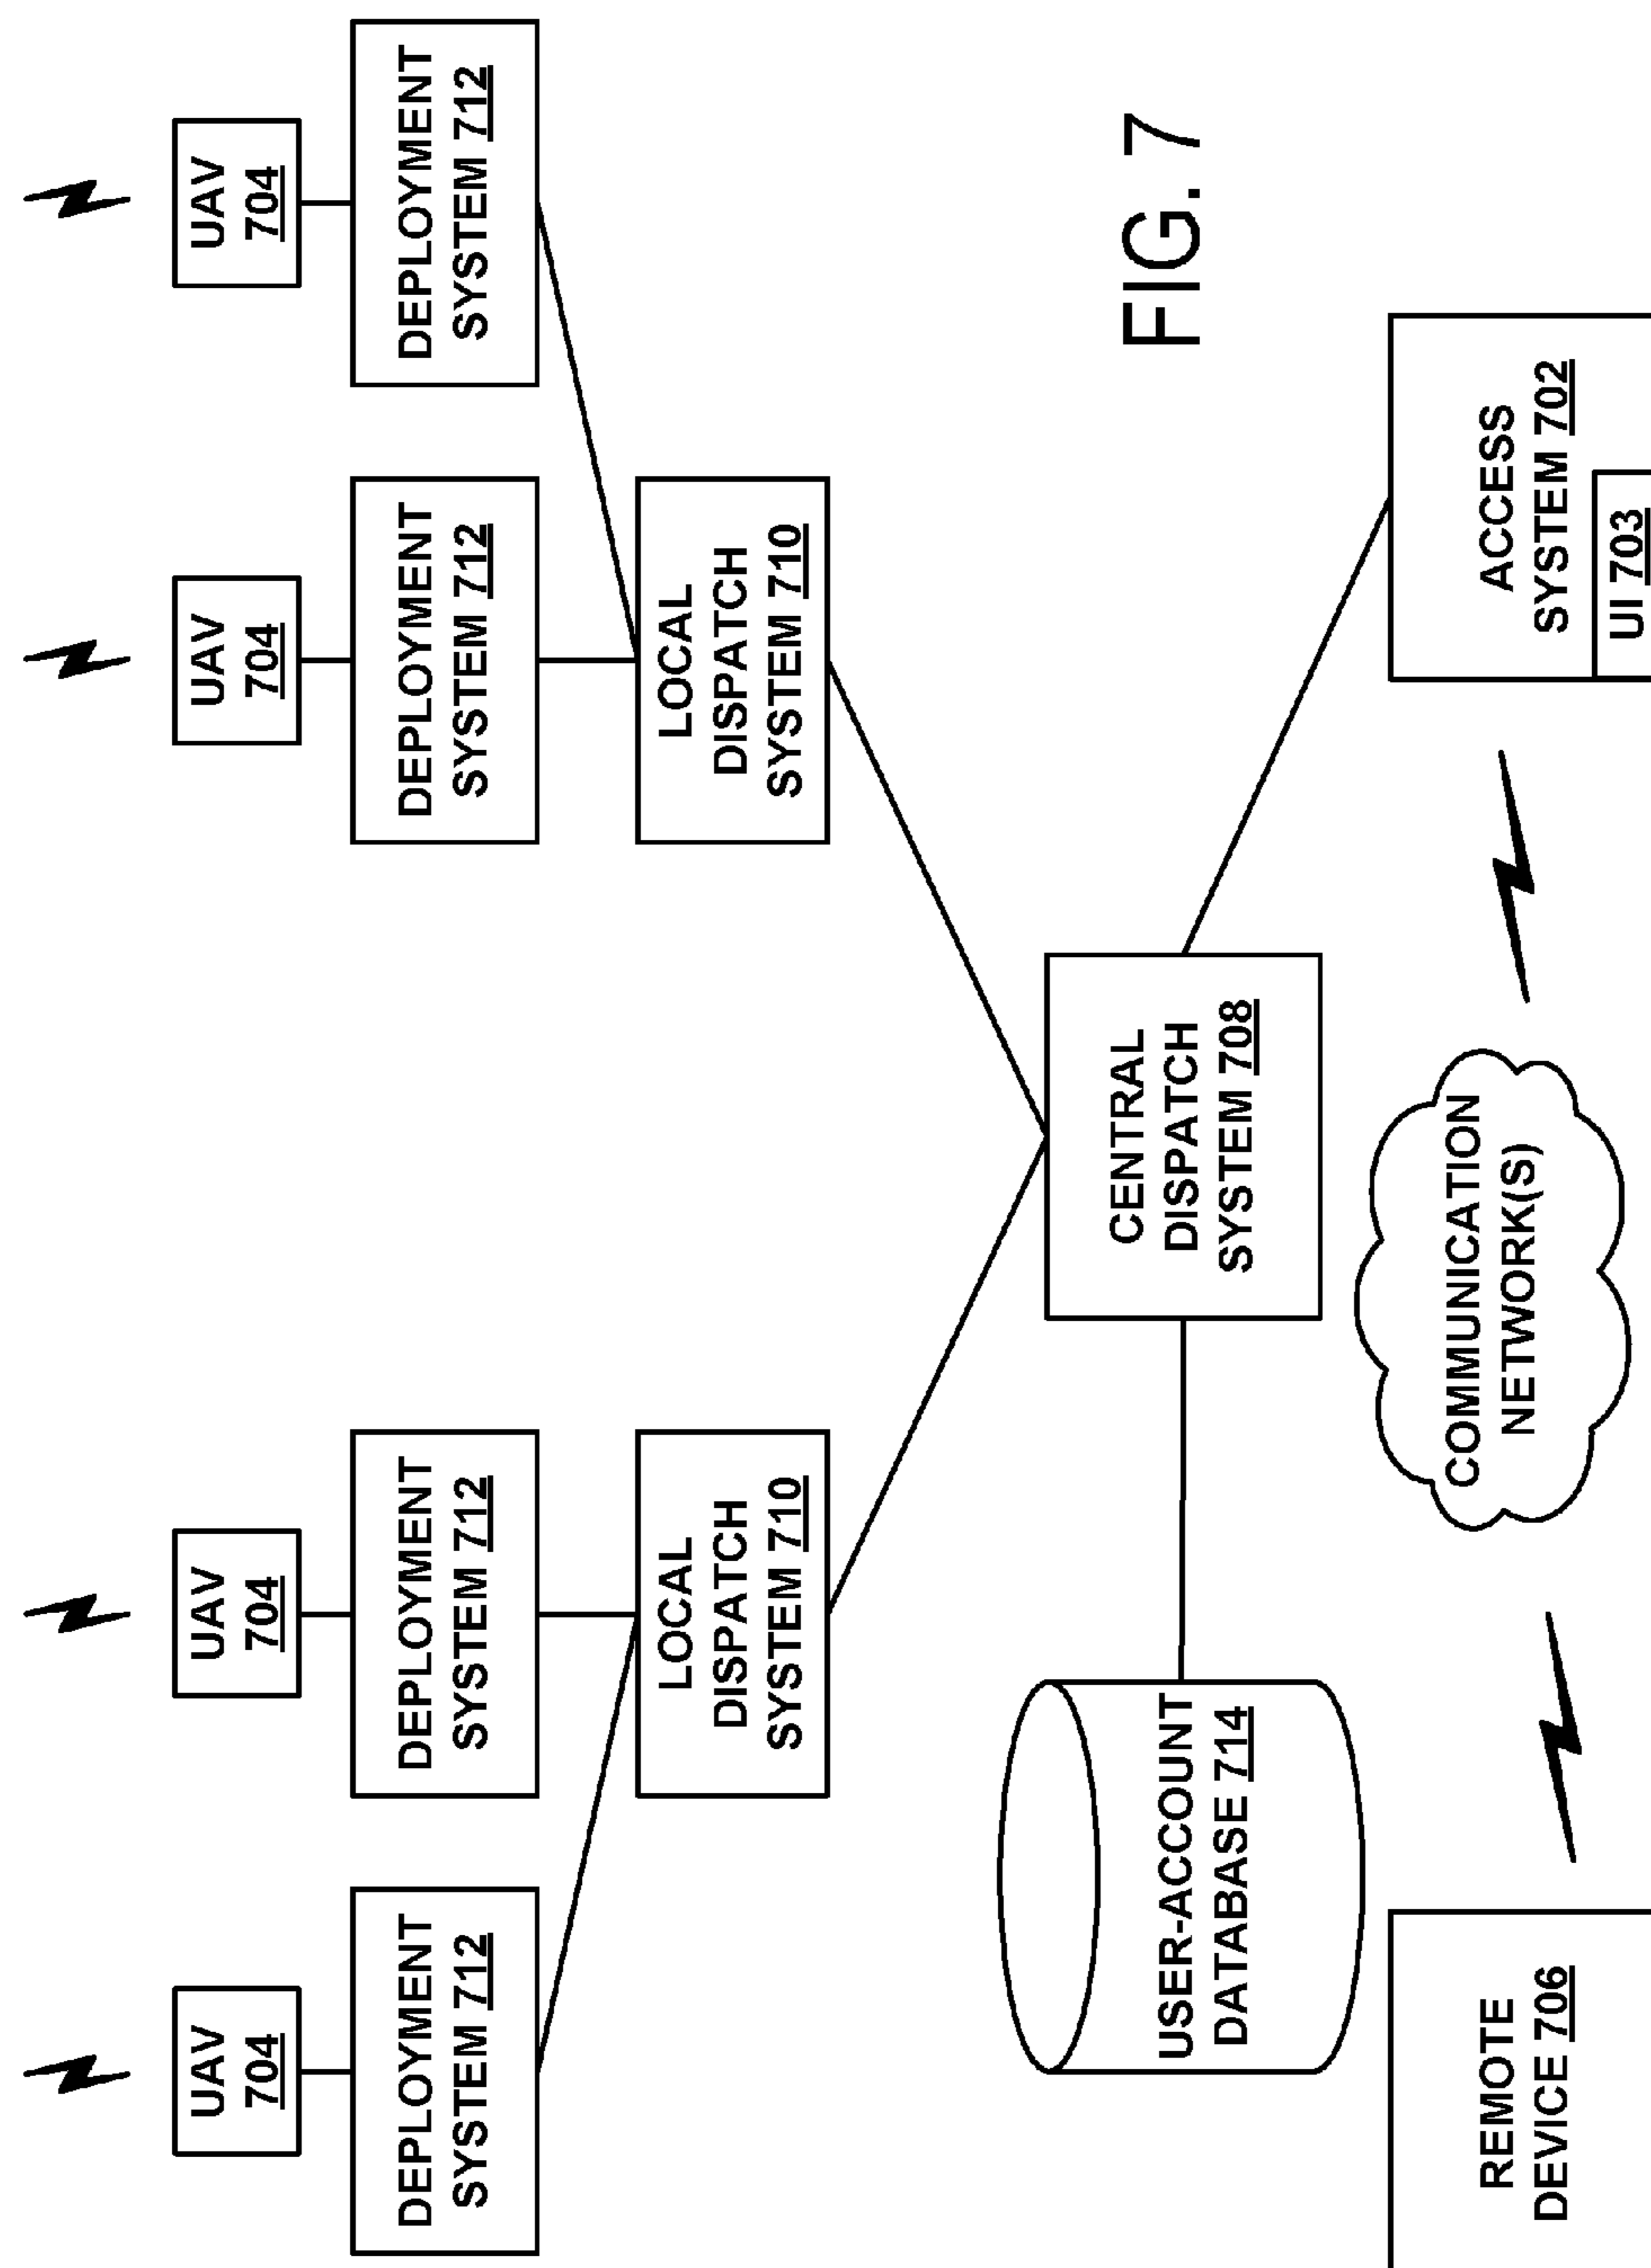 UAV
704
UAV
704
UAV
704
UAV
704
DEPLOYMENT
SYSTEM 712
DEPLOYMENT
SYSTEM 712
DEPLOYMENT
SYSTEM 712
DEPLOYMENT
SYSTEM 712
LOCAL
DISPATCH
SYSTEM 710
LOCAL
DISPATCH
SYSTEM 710
USER-ACCOUNT
DATABASE 714
CENTRAL
DISPATCH
SYSTEM 708
FIG. 7
REMOTE
DEVICE 706
COMMUNICATION
NETWORK(S)
ACCESS
SYSTEM 702
UI 703